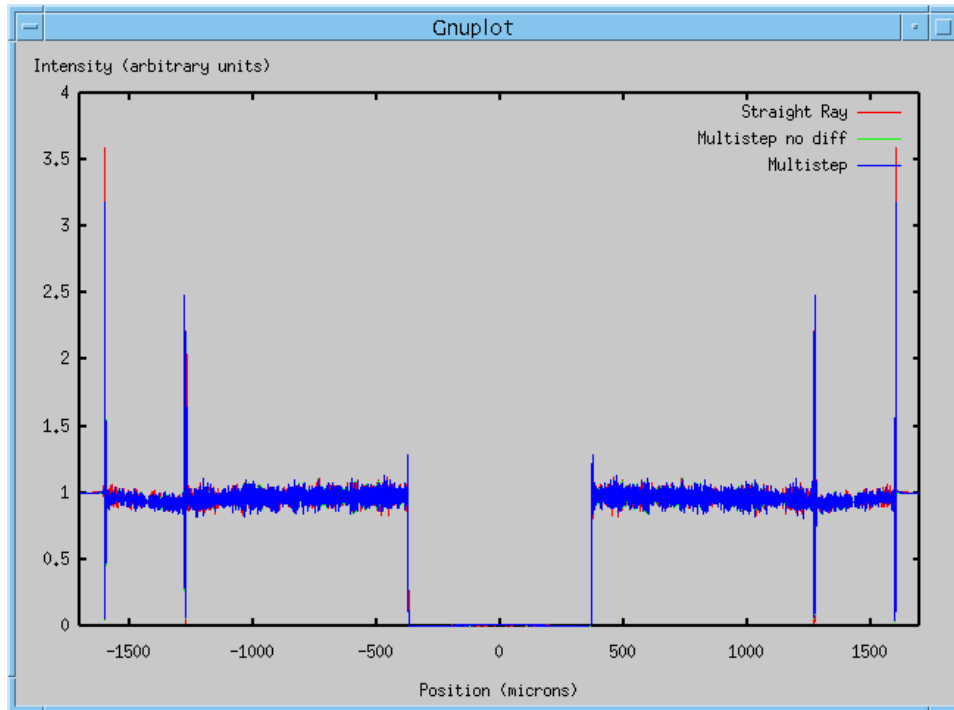 Gnuplot
Intensity (arbitrary units)
4
3.5
3
2.5
2
1.5
1
0.5
0
Straight Ray
Multistep no diff
Multistep
-1500 -1000 -500 0 500 1000 1500
Position (microns)